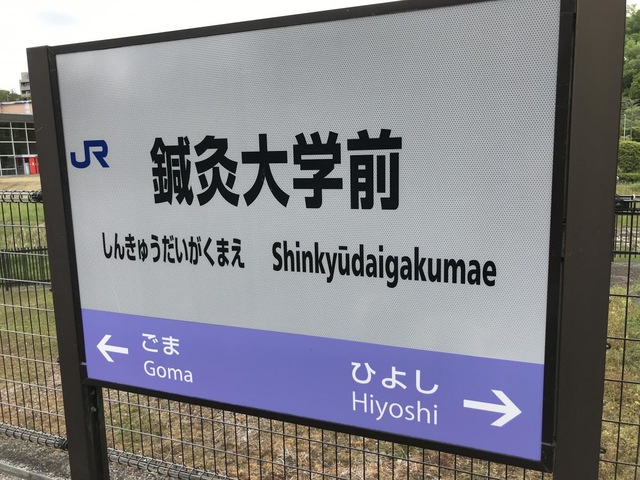 JR
鍼灸大学前
しんきゅうだいがくまえ Shinkyūdaigakumae
← ごま
Goma
ひよし →
Hiyoshi